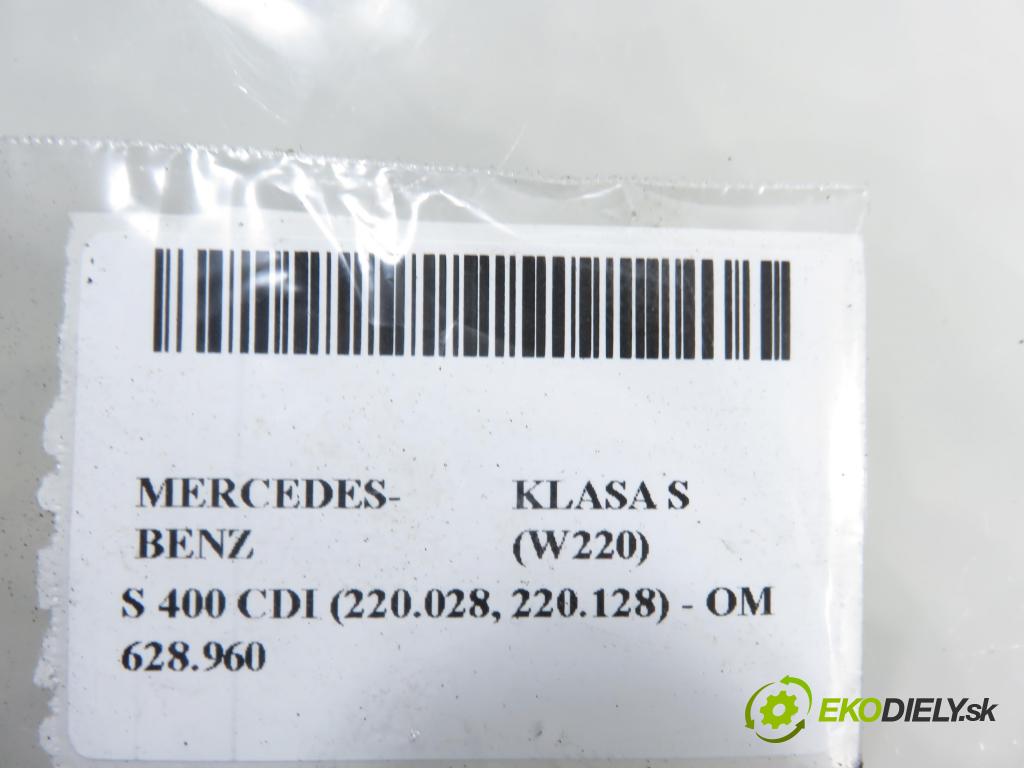 MERCEDES- KLASA S
BENZ (W220)
S 400 CDI (220.028, 220.128) - OM
628.960
EKODIELY.sk